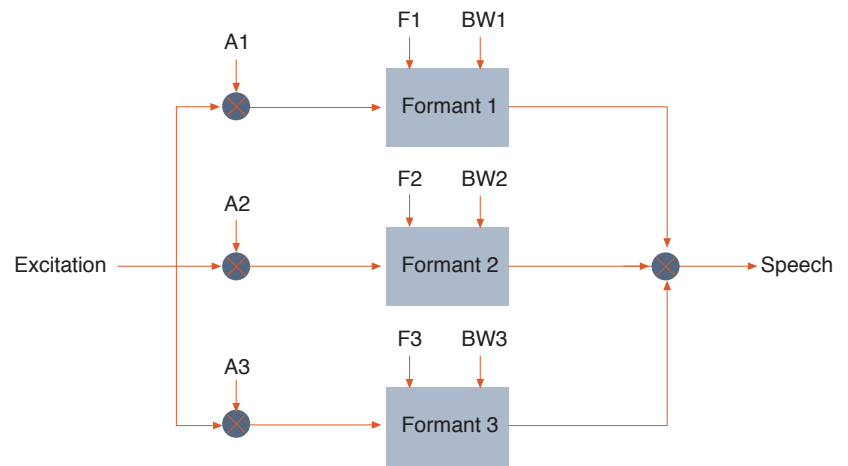 F1 BW1
A1
Formant 1
F2 BW2
A2
Excitation
Formant 2
Speech
F3 BW3
A3
Formant 3